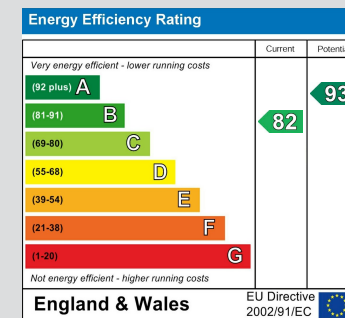 Energy Efficiency Rating
Current
Very energy efficient - lower running costs
(92 plus) A
93
(81-91) B
82
(69-80) C
(55-68) D
(39-54) E
(21-38) F
(1-20) G
Not energy efficient - higher running costs
England & Wales
EU Directive
2002/91/EC